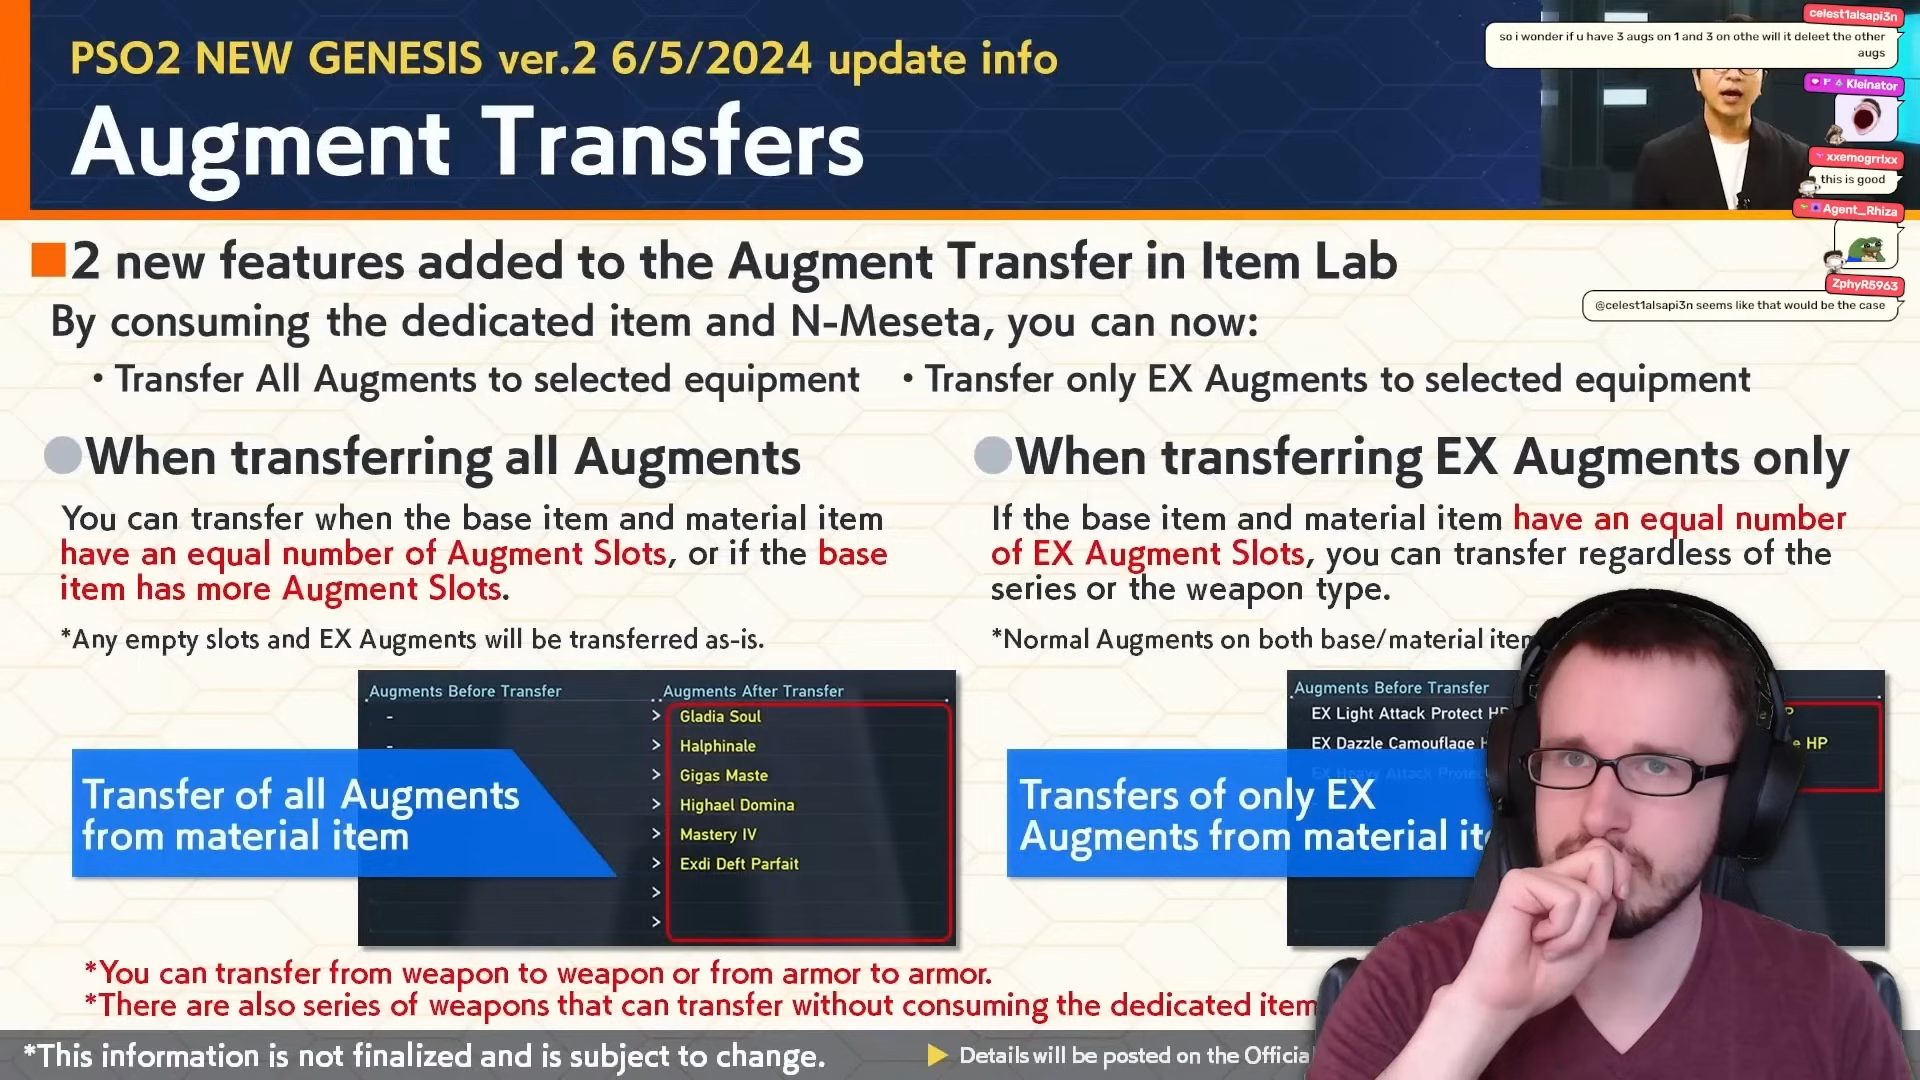 PSO2 NEW GENESIS ver.2 6/5/2024 update info
Augment Transfers
■2 new features added to the Augment Transfer in Item Lab
By consuming the dedicated item and N-Meseta, you can now:
・Transfer All Augments to selected equipment ・Transfer only EX Augments to selected equipment
When transferring all Augments
You can transfer when the base item and material item
have an equal number of Augment Slots, or if the base
item has more Augment Slots.
*Any empty slots and EX Augments will be transferred as-is.
Augments Before Transfer
Augments After Transfer
-
> Gladia Soul
-
> Halphinale
> Gigas Maste
> Highael Domina
> Mastery IV
> Exdi Deft Parfait
>
>
Transfer of all Augments
from material item
When transferring EX Augments only
If the base item and material item have an equal number
of EX Augment Slots, you can transfer regardless of the
series or the weapon type.
*Normal Augments on both base/material item
Augments Before Transfer
EX Light Attack Protect HP
EX Dazzle Camouflage
HP
EX Heavy Attack Protec
Transfers of only EX
Augments from material
*You can transfer from weapon to weapon or from armor to armor.
*There are also series of weapons that can transfer without consuming the dedicated item
*This information is not finalized and is subject to change.
Details will be posted on the Official
celest1alsapi3n
so i wonder if u have 3 augs on 1 and 3 on othe will it deleet the other
augs
Kleinator
xxemogrrlxx
this is good
Agent_Rhiza
ZphyR5963
@celest1alsapi3n seems like that would be the case